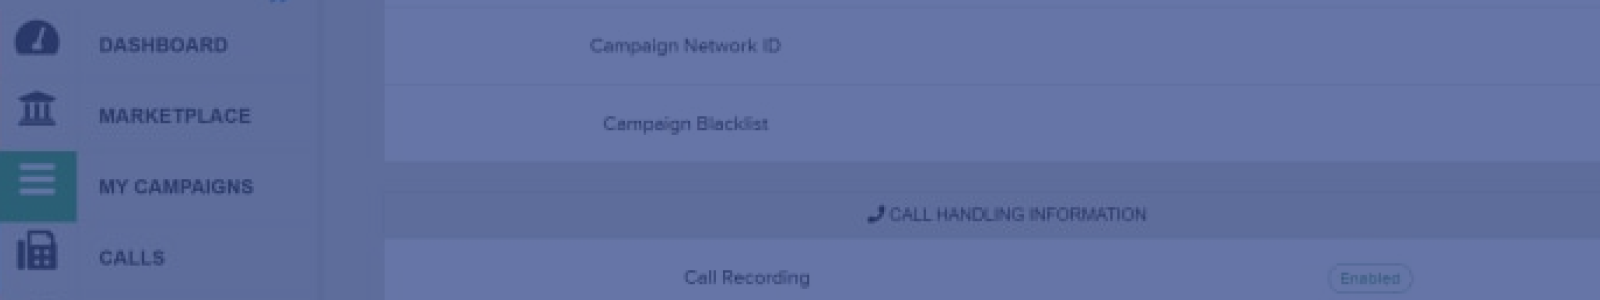 DASHBOARD
MARKETPLACE
MY CAMPAIGNS
CALLS
Campaign Network ID
Campaign Blacklist
CALL HANDLING INFORMATION
Call Recording
Enabled